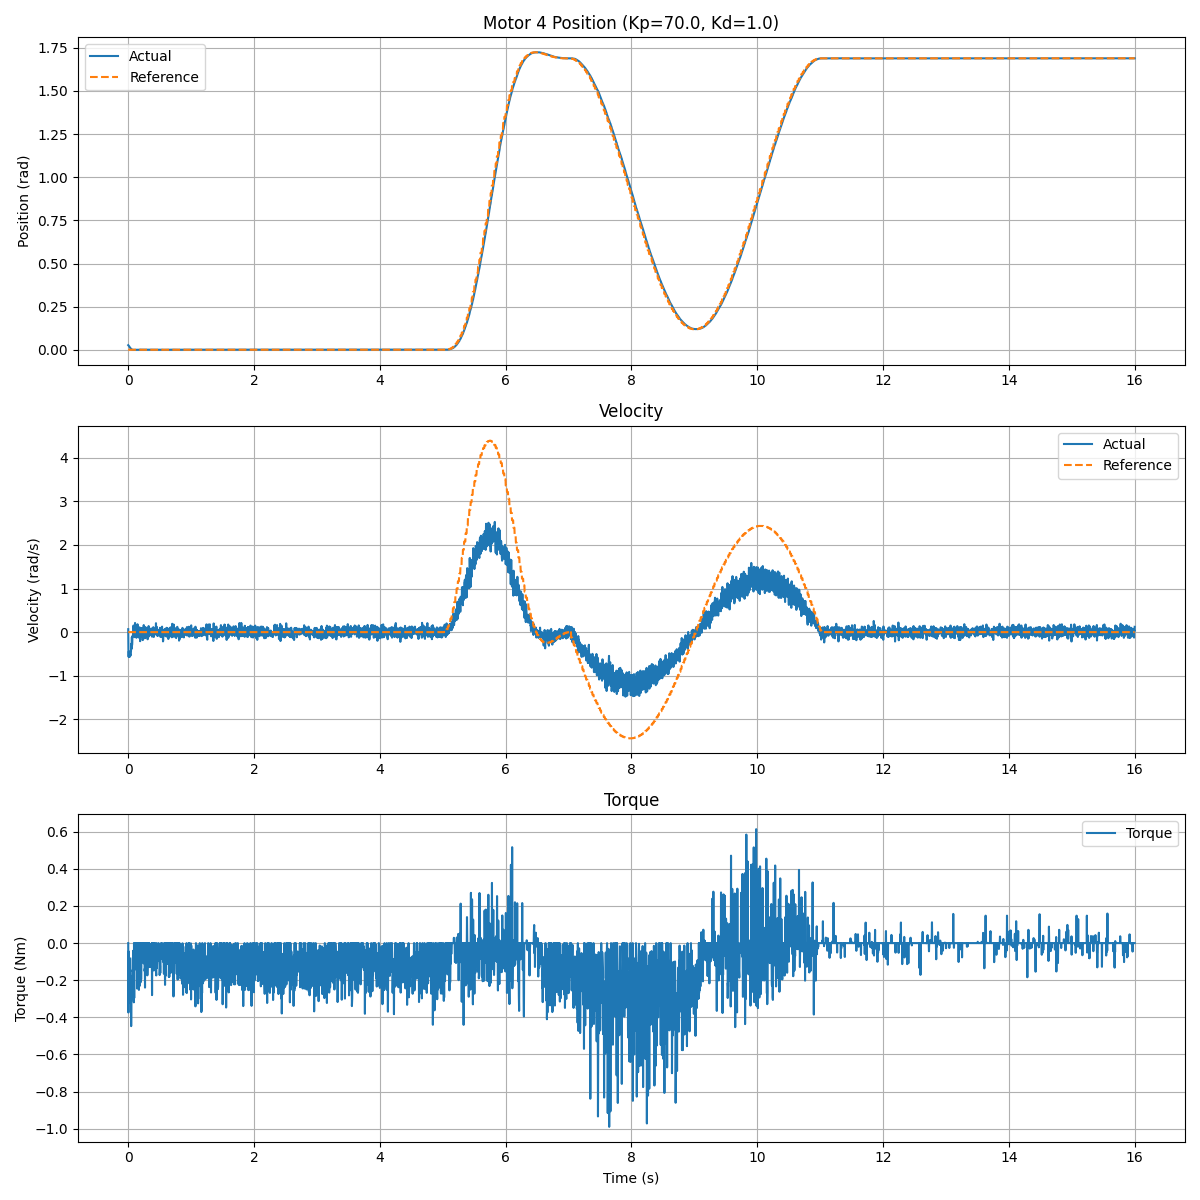 Motor 4 Position (Kp=70.0, Kd=1.0)
Actual
Reference
Position (rad)
1.75
1.50
1.25
1.00
0.75
0.50
0.25
0.00
0 2 4 6 8 10 12 14 16
Velocity
Actual
Reference
Velocity (rad/s)
4
3
2
1
0
−1
−2
0 2 4 6 8 10 12 14 16
Torque
Torque
Torque (Nm)
0.6
0.4
0.2
0.0
−0.2
−0.4
−0.6
−0.8
−1.0
0 2 4 6 8 10 12 14 16
Time (s)